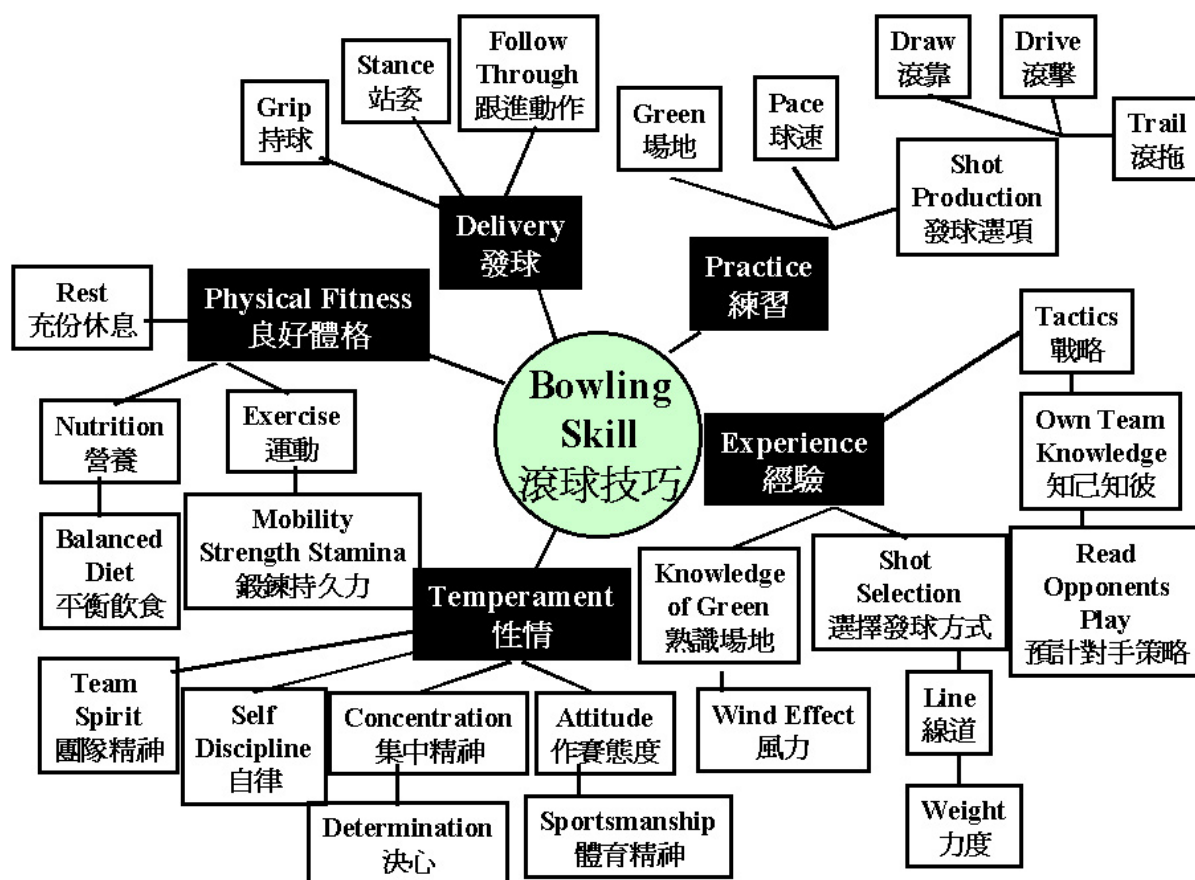 Follow
Through
跟進動作
Stance
站姿
Grip
持球
Delivery
發球
Draw
滾靠
Drive
滾擊
Trail
滾拖
Green
場地
Pace
球速
Shot
Production
發球選項
Practice
練習
Rest
充份休息
Physical Fitness
良好體格
Nutrition
營養
Exercise
運動
Balanced
Diet
平衡飲食
Mobility
Strength Stamina
鍛鍊持久力
Bowling
Skill
滾球技巧
Tactics
戰略
Own Team
Knowledge
知己知彼
Read
Opponents
Play
預計對手策略
Experience
經驗
Knowledge
of Green
熟識場地
Wind Effect
風力
Shot
Selection
選擇發球方式
Line
線道
Weight
力度
Temperament
性情
Team
Spirit
團隊精神
Self
Discipline
自律
Concentration
集中精神
Determination
決心
Attitude
作賽態度
Sportsmanship
體育精神